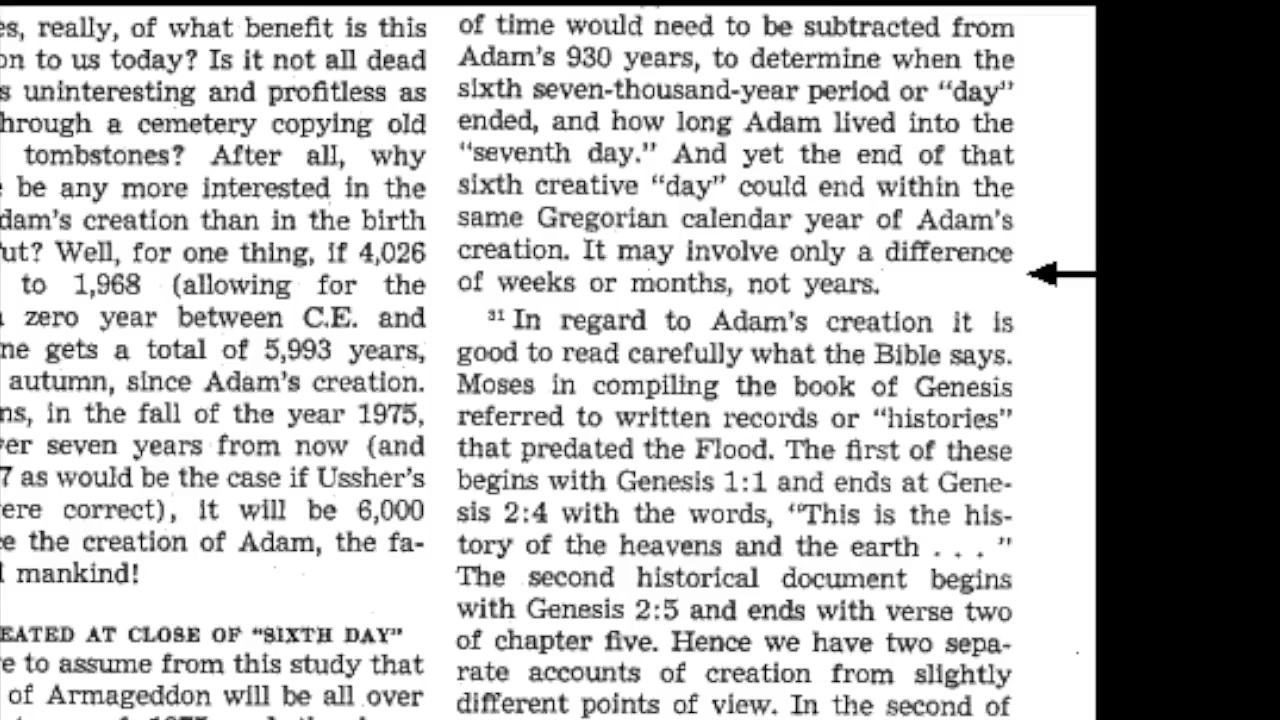 es, really, of what benefit is this
on to us today? Is it not all dead
s uninteresting and profitless as
hrough a cemetery copying old
tombstones? After all, why
be any more interested in the
dam's creation than in the birth
ut? Well, for one thing, if 4,026
to 1,968 (allowing for the
zero year between C.E. and
ne gets a total of 5,993 years,
autumn, since Adam's creation.
ns, in the fall of the year 1975,
er seven years from now (and
7 as would be the case if Ussher's
ere correct), it will be 6,000
e the creation of Adam, the fa-
mankind!
EATED AT CLOSE OF "SIXTH DAY"
e to assume from this study that
of Armageddon will be all over
of time would need to be subtracted from
Adam's 930 years, to determine when the
sixth seven-thousand-year period or "day"
ended, and how long Adam lived into the
"seventh day." And yet the end of that
sixth creative "day" could end within the
same Gregorian calendar year of Adam's
creation. It may involve only a difference
of weeks or months, not years.
31 In regard to Adam's creation it is
good to read carefully what the Bible says.
Moses in compiling the book of Genesis
referred to written records or "histories"
that predated the Flood. The first of these
begins with Genesis 1:1 and ends at Gene-
sis 2:4 with the words, "This is the his-
tory of the heavens and the earth . . . "
The second historical document begins
with Genesis 2:5 and ends with verse two
of chapter five. Hence we have two sepa-
rate accounts of creation from slightly
different points of view. In the second of